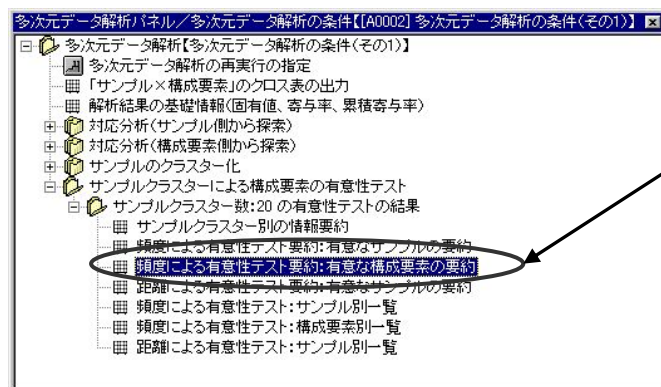 多次元データ解析パネル/多次元データ解析の条件【[A0002] 多次元データ解析の条件(その1)】
多次元データ解析【多次元データ解析の条件(その1)】
多次元データ解析の再実行の指定
「サンプル×構成要素」のクロス表の出力
解析結果の基礎情報(固有値、寄与率、累積寄与率)
対応分析(サンプル側から探索)
対応分析(構成要素側から探索)
サンプルのクラスター化
サンプルクラスターによる構成要素の有意性テスト
サンプルクラスター数:20 の有意性テストの結果
サンプルクラスター別の情報要約
頻度による有意性テスト要約:有意なサンプルの要約
頻度による有意性テスト要約:有意な構成要素の要約
距離による有意性テスト要約:有意なサンプルの要約
頻度による有意性テスト:サンプル別一覧
頻度による有意性テスト:構成要素別一覧
距離による有意性テスト:サンプル別一覧